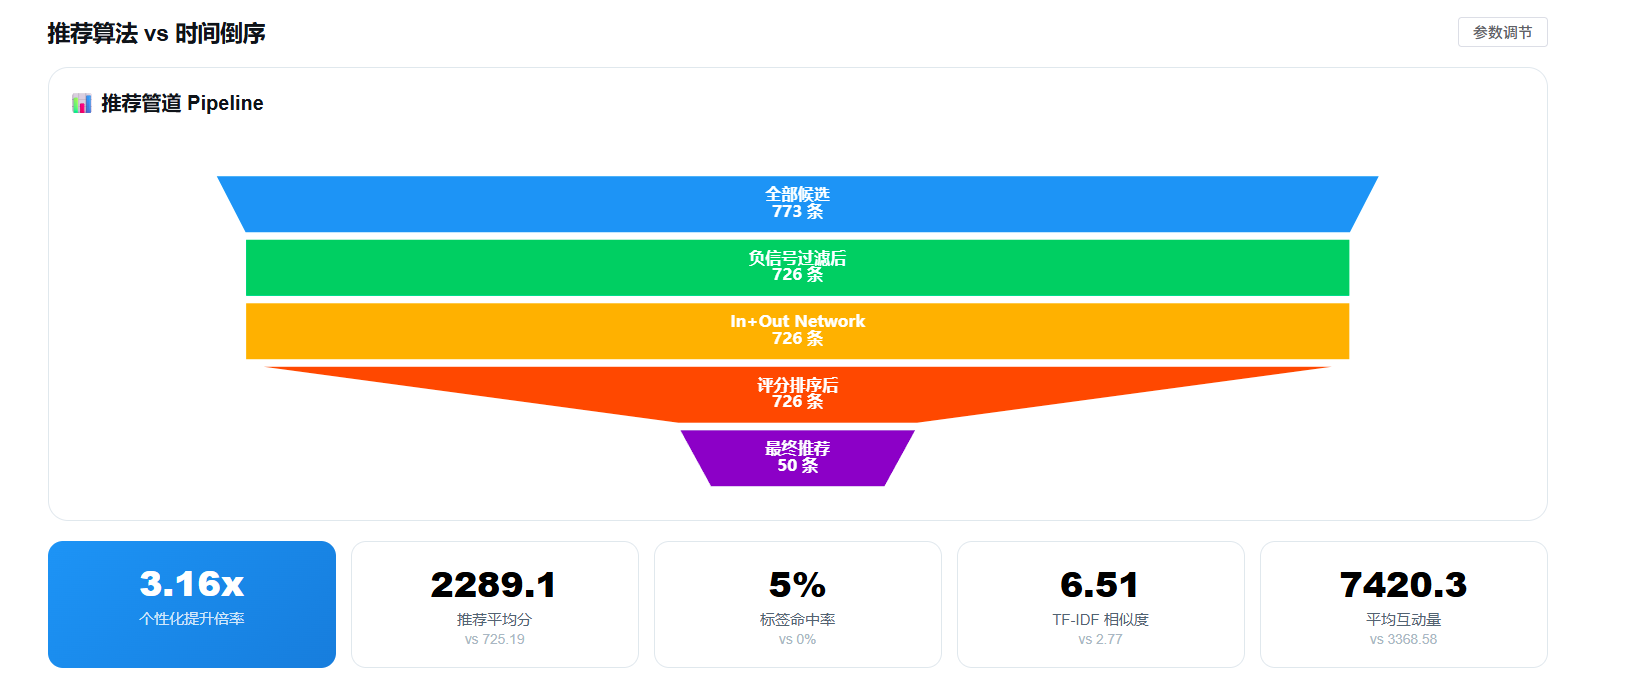 推荐算法 vs 时间倒序
参数调节
推荐管道 Pipeline
全部候选
773 条
负信号过滤后
726 条
In+Out Network
726 条
评分排序后
726 条
最终推荐
50 条
3.16x
个性化提升倍率
2289.1
推荐平均分
vs 725.19
5%
标签命中率
vs 0%
6.51
TF-IDF 相似度
vs 2.77
7420.3
平均互动量
vs 3368.58